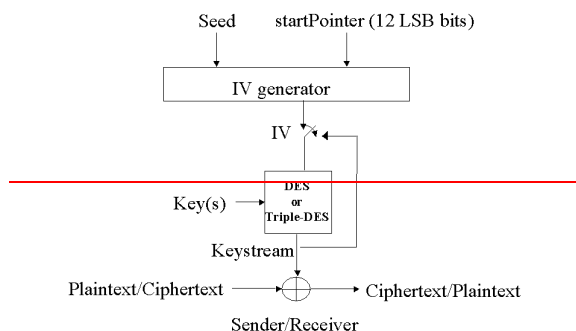 Seed
startPointer (12 LSB bits)
IV generator
IV
DES
or
Triple-DES
Key(s)
Keystream
Plaintext/Ciphertext
Ciphertext/Plaintext
Sender/Receiver